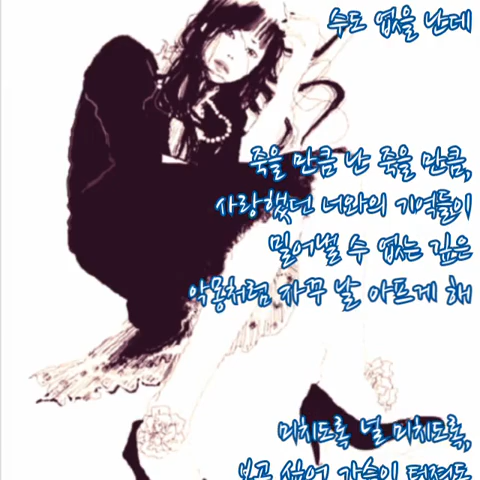 수도 없을 난데
죽을 만큼 난 죽을 만큼,
사랑했던 너와의 기억들이
밀어낼 수 없는 깊은
악몽처럼 자꾸 날 아프게 해
미치도록 널 미치도록,
보고 싶어 가슴이 터져도